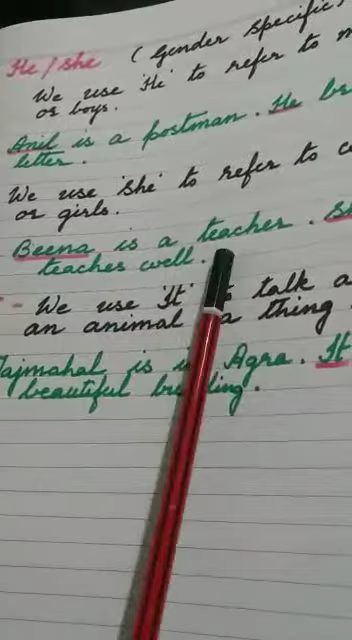 He/she (Gender specific)
We use 'He' to refer to
or boys.
Anil is a postman. He
letter.
We use 'she' to refer to
or girls.
Beena is a teacher.
teaches well.
We use 'It' talk
an animal a thing
Tajmahal is Agra. It
beautiful